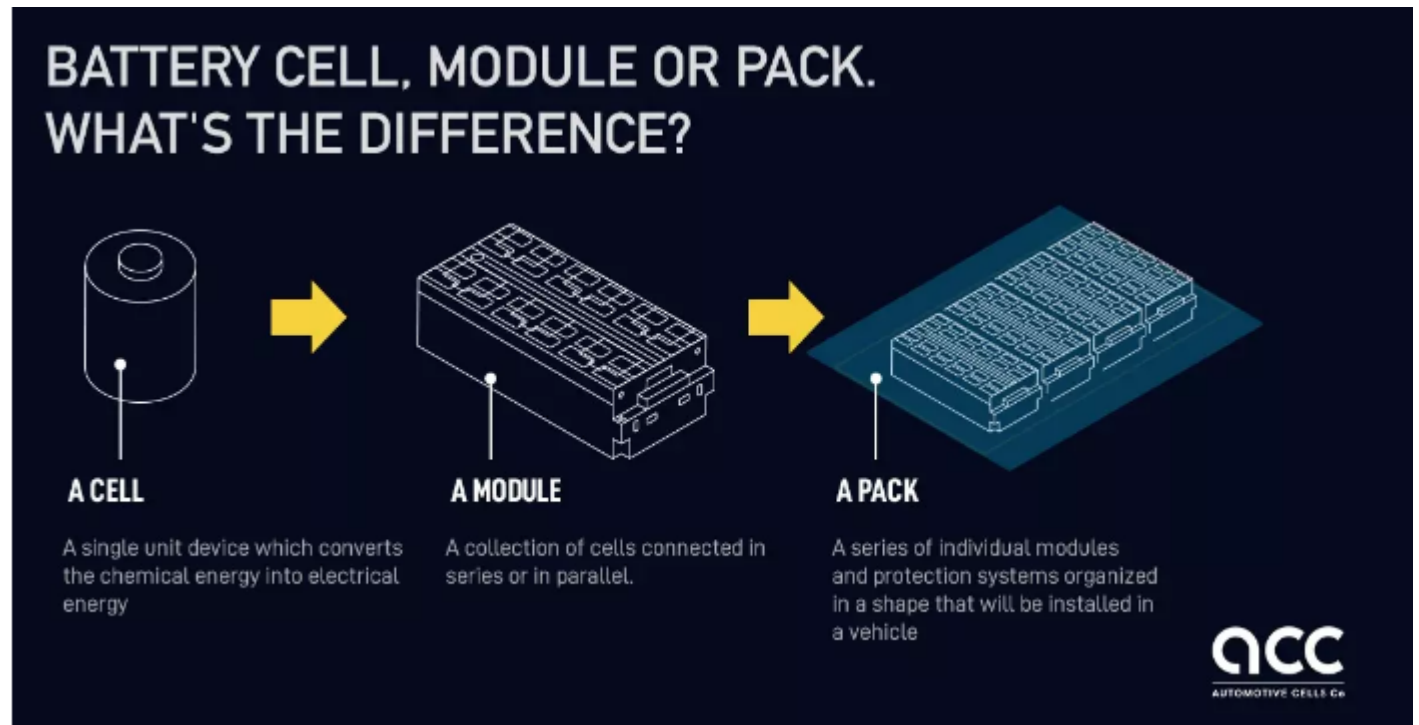 BATTERY CELL, MODULE OR PACK.
WHAT'S THE DIFFERENCE?
A CELL
A single unit device which converts
the chemical energy into electrical
energy
A MODULE
A collection of cells connected in
series or in parallel.
A PACK
A series of individual modules
and protection systems organized
in a shape that will be installed in
a vehicle
acc
AUTOMOTIVE CELLS Co